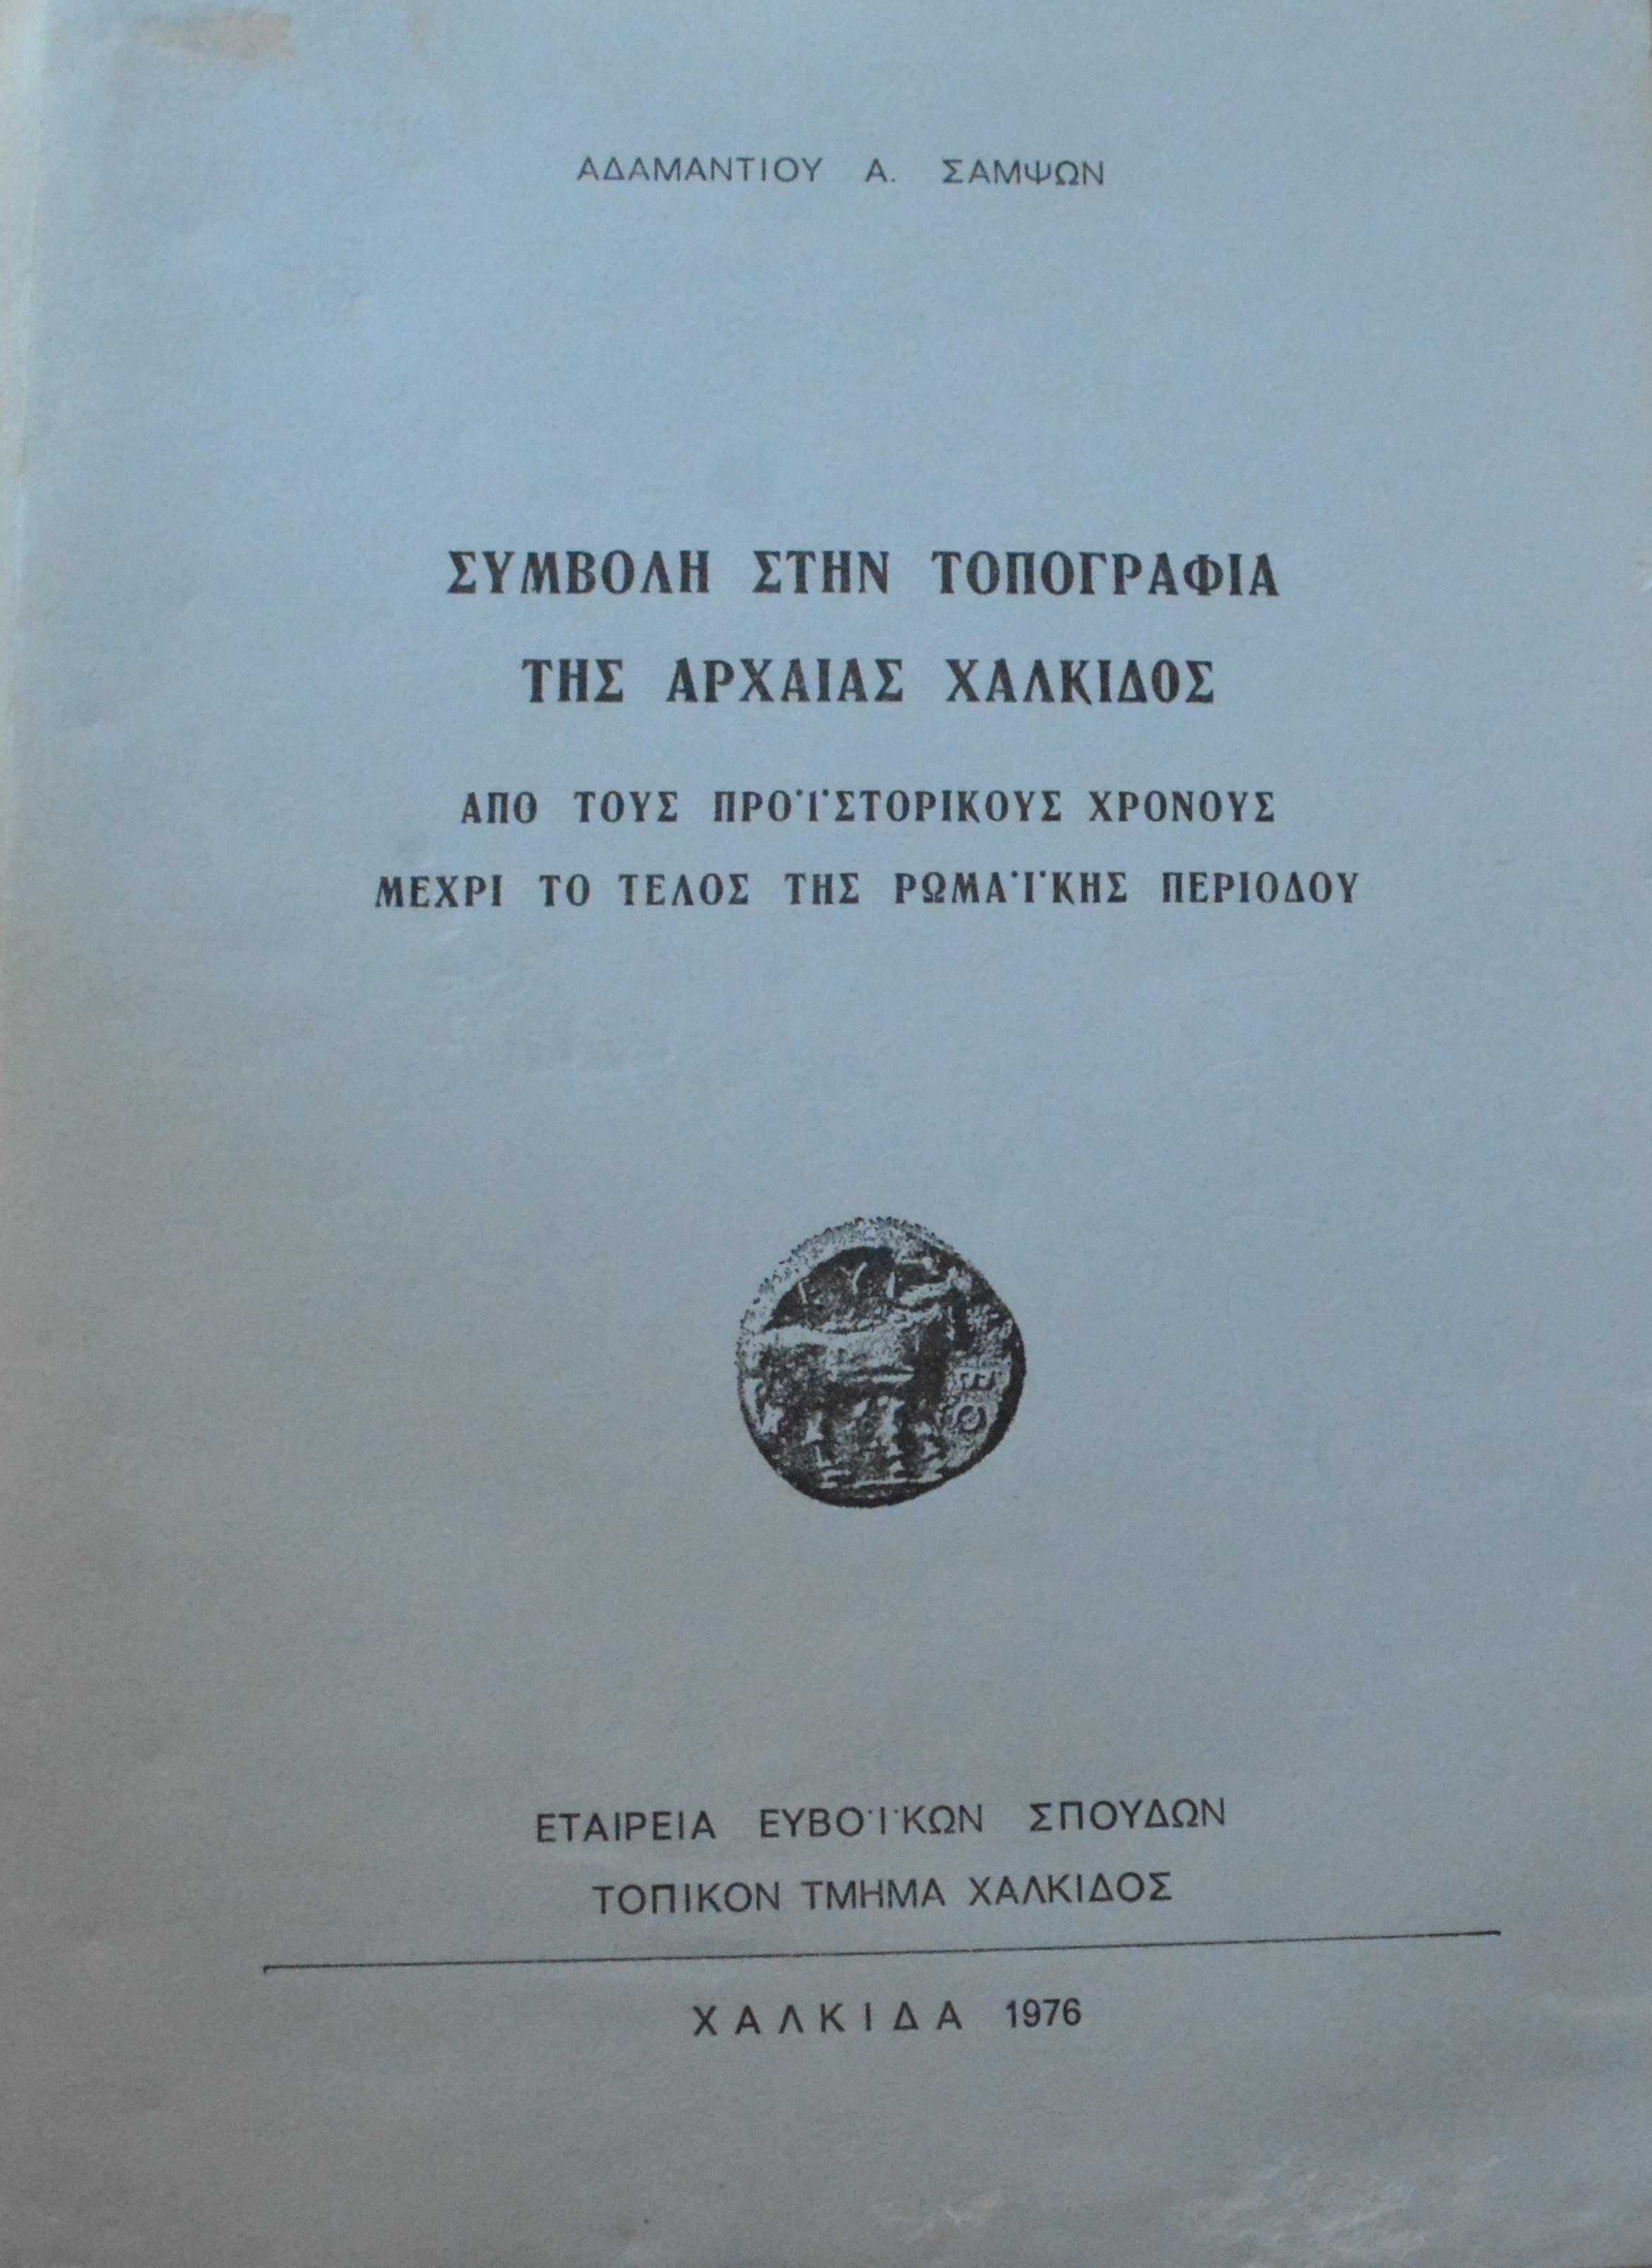 ΑΔΑΜΑΝΤΙΟΥ Α. ΣΑΜΨΩΝ
ΣΥΜΒΟΛΗ ΣΤΗΝ ΤΟΠΟΓΡΑΦΙΑ
ΤΗΣ ΑΡΧΑΙΑΣ ΧΑΛΚΙΔΟΣ
ΑΠΟ ΤΟΥΣ ΠΡΟΪΣΤΟΡΙΚΟΥΣ ΧΡΟΝΟΥΣ
ΜΕΧΡΙ ΤΟ ΤΕΛΟΣ ΤΗΣ ΡΩΜΑΪΚΗΣ ΠΕΡΙΟΔΟΥ
ΕΤΑΙΡΕΙΑ ΕΥΒΟΪΚΩΝ ΣΠΟΥΔΩΝ
ΤΟΠΙΚΟΝ ΤΜΗΜΑ ΧΑΛΚΙΔΟΣ
ΧΑΛΚΙΔΑ 1976